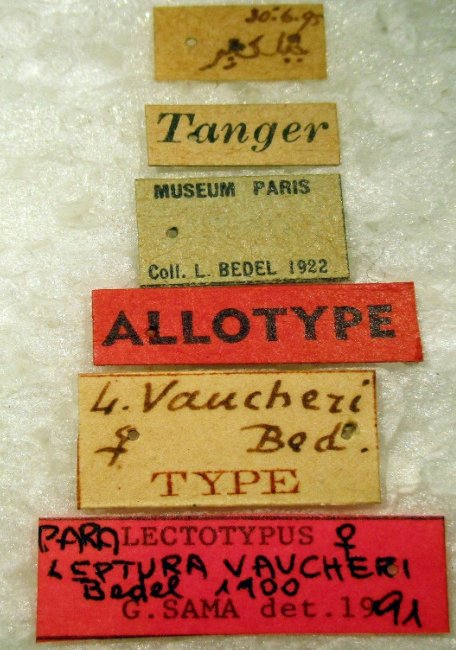 30.6.95
Tanger
MUSEUM PARIS
Coll. L. BEDEL 1922
ALLOTYPE
L. Vaucheri
♀ Bed.
TYPE
PARALECTOTYPUS ♀
LEPTURA VAUCHERI
Bedel 1900
G. SAMA det. 1991